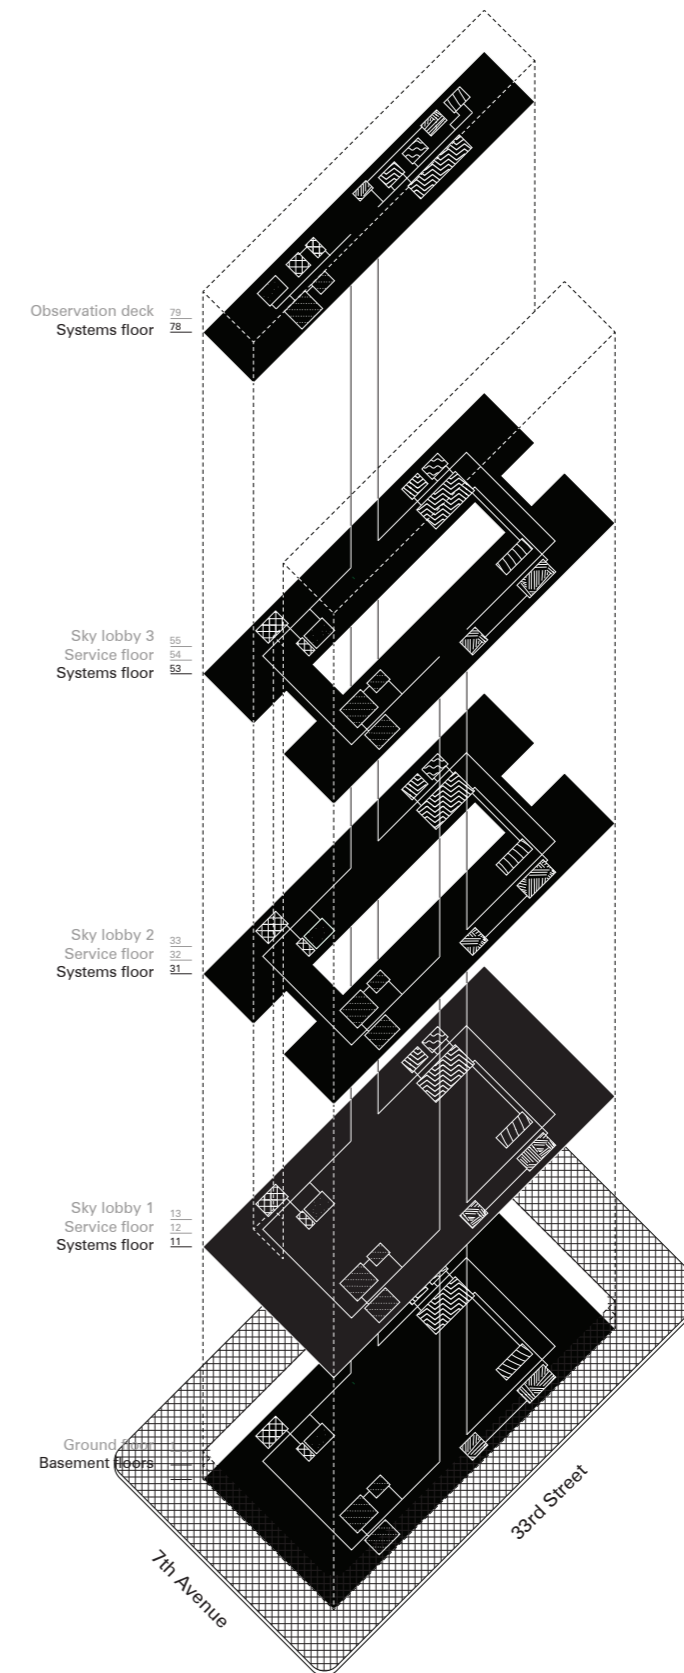 Observation deck 79
Systems floor 78
Sky lobby 3 55
Service floor 54
Systems floor 53
Sky lobby 2 33
Service floor 32
Systems floor 31
Sky lobby 1 13
Service floor 12
Systems floor 11
Ground floor
Basement floors
33rd Street
7th Avenue